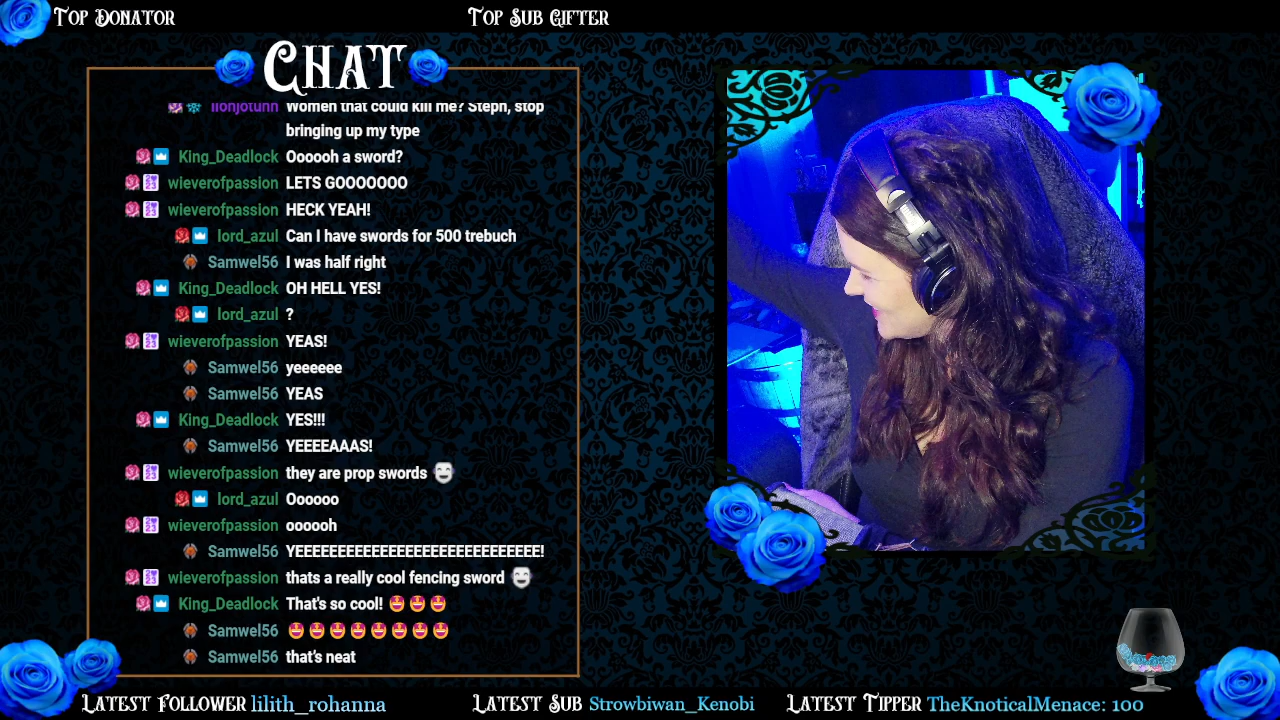 Top Donator
Top Sub Gifter
Chat
lionjotunn Women that could kill me? Steph, stop
bringing up my type
King_Deadlock Oooooh a sword?
wieverofpassion LETS GOOOOOOO
wieverofpassion HECK YEAH!
lord_azul Can I have swords for 500 trebuch
Samwel56 I was half right
King_Deadlock OH HELL YES!
lord_azul ?
wieverofpassion YEAS!
Samwel56 yeeeeee
Samwel56 YEAS
King_Deadlock YES!!!
Samwel56 YEEEEAAAS!
wieverofpassion they are prop swords
lord_azul Oooooo
wieverofpassion oooooh
Samwel56 YEEEEEEEEEEEEEEEEEEEEEEEEEEEEE!
wieverofpassion thats a really cool fencing sword
King_Deadlock That's so cool! 🤩🤩🤩
Samwel56 🤩🤩🤩🤩🤩🤩🤩🤩
Samwel56 that's neat
Latest Follower lilith_rohanna
Latest Sub Strowbiwan_Kenobi
Latest Tipper TheKnoticalMenace: 100